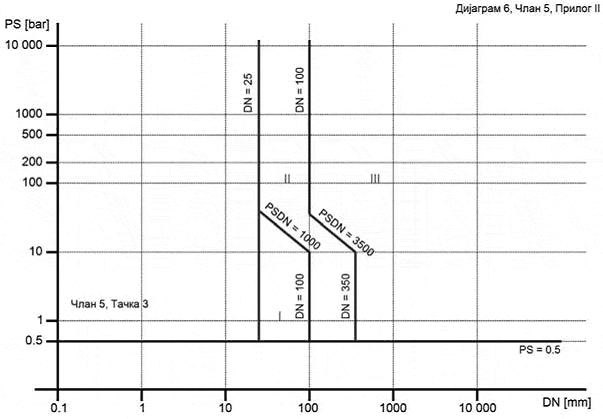 Дијаграм 6, Члан 5, Прилог II
PS [bar]
10 000
1000
500
200
100
10
1
0.5
DN = 25
DN = 100
II
III
PSDN = 1000
PSDN = 3500
DN = 100
DN = 350
I
Члан 5, Тачка 3
PS = 0.5
0.1
1
10
100
1000
10 000
DN [mm]